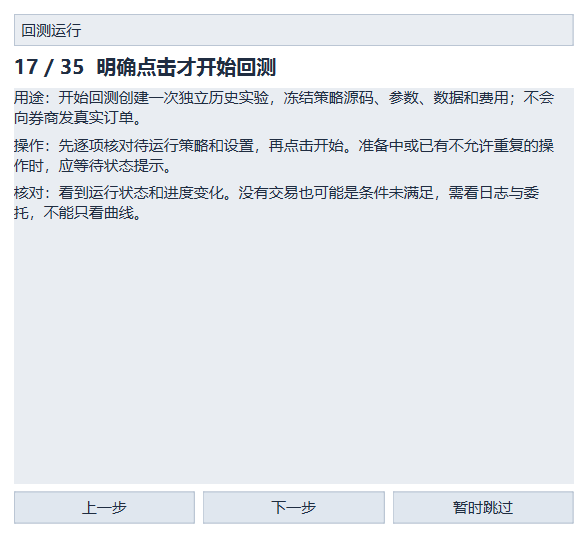 回测运行
17 / 35 明确点击才开始回测
用途：开始回测创建一次独立历史实验，冻结策略源码、参数、数据和费用；不会
向券商发真实订单。
操作：先逐项核对待运行策略和设置，再点击开始。准备中或已有不允许重复的操
作时，应等待状态提示。
核对：看到运行状态和进度变化。没有交易也可能是条件未满足，需看日志与委
托，不能只看曲线。
上一步
下一步
暂时跳过